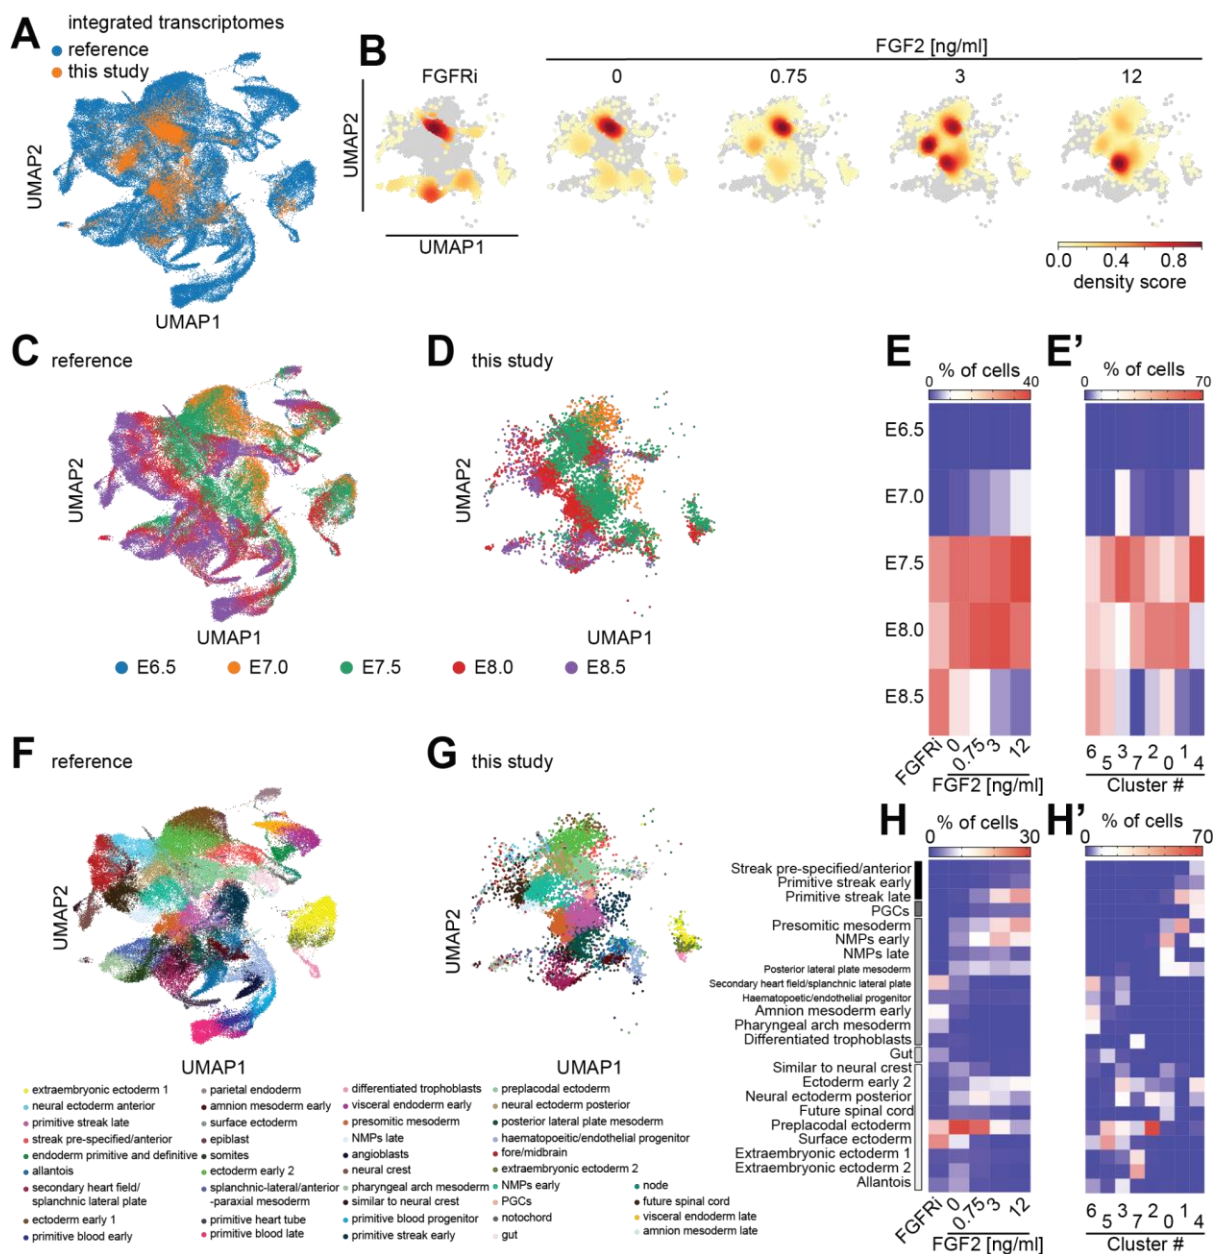 A integrated transcriptomes
reference
this study
UMAP2
UMAP1
B
FGF2 [ng/ml]
FGFRi 0 0.75 3 12
UMAP2
UMAP1
0.0 0.4 0.8
density score
C reference
UMAP2
UMAP1
D this study
UMAP2
UMAP1
E6.5 E7.0 E7.5 E8.0 E8.5
E
% of cells
0 40
E6.5
E7.0
E7.5
E8.0
E8.5
FGFRi 0 0.75 3 12
FGF2 [ng/ml]
E’
% of cells
0 70
6 5 3 7 2 0 1 4
Cluster #
F reference
UMAP2
UMAP1
G this study
UMAP2
UMAP1
extraembryonic ectoderm 1
neural ectoderm anterior
primitive streak late
streak pre-specified/anterior
endoderm primitive and definitive
allantois
secondary heart field/
splanchnic lateral plate
ectoderm early 1
primitive blood early
parietal endoderm
amnion mesoderm early
surface ectoderm
epiblast
somites
ectoderm early 2
splanchnic-lateral/anterior
-paraxial mesoderm
primitive heart tube
primitive blood late
differentiated trophoblasts
visceral endoderm early
presomitic mesoderm
NMPs late
angioblasts
neural crest
pharyngeal arch mesoderm
similar to neural crest
primitive blood progenitor
primitive streak early
preplacodal ectoderm
neural ectoderm posterior
posterior lateral plate mesoderm
haematopoeitic/endothelial progenitor
fore/midbrain
extraembryonic ectoderm 2
NMPs early
PGCs
notochord
gut
node
future spinal cord
visceral endoderm late
amnion mesoderm late
H
% of cells
0 30
Streak pre-specified/anterior
Primitive streak early
Primitive streak late
PGCs
Presomitic mesoderm
NMPs early
NMPs late
Posterior lateral plate mesoderm
Secondary heart field/splanchnic lateral plate
Haematopoetic/endothelial progenitor
Amnion mesoderm early
Pharyngeal arch mesoderm
Differentiated trophoblasts
Gut
Similar to neural crest
Ectoderm early 2
Neural ectoderm posterior
Future spinal cord
Preplacodal ectoderm
Surface ectoderm
Extraembryonic ectoderm 1
Extraembryonic ectoderm 2
Allantois
FGFRi 0 0.75 3 12
FGF2 [ng/ml]
H’
% of cells
0 70
6 5 3 7 2 0 1 4
Cluster #